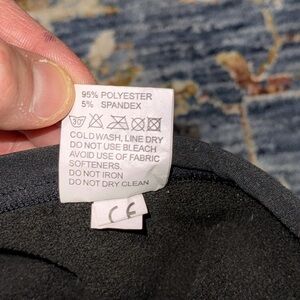 95% POLYESTER
5% SPANDEX
30°
COLD WASH, LINE DRY
DO NOT USE BLEACH
AVOID USE OF FABRIC
SOFTENERS.
DO NOT IRON
DO NOT DRY CLEAN
CE